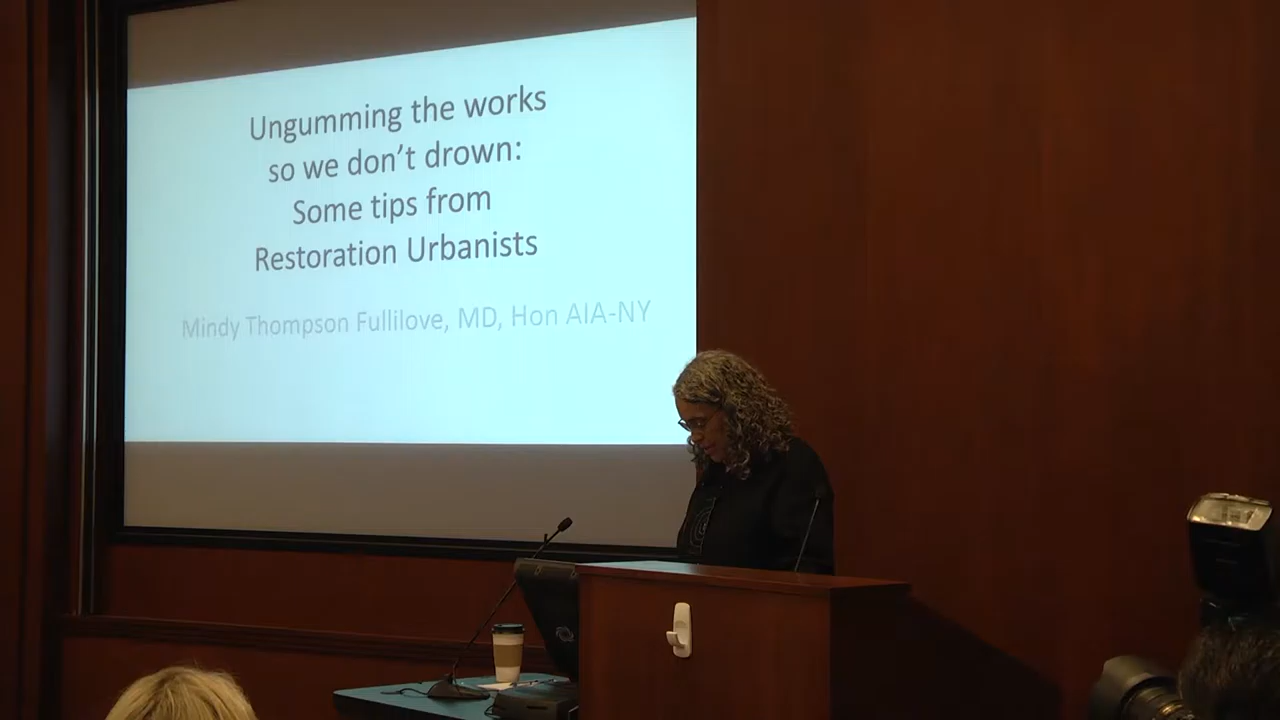 Ungumming the works
so we don't drown:
Some tips from
Restoration Urbanists
Mindy Thompson Fullilove, MD, Hon AIA-NY